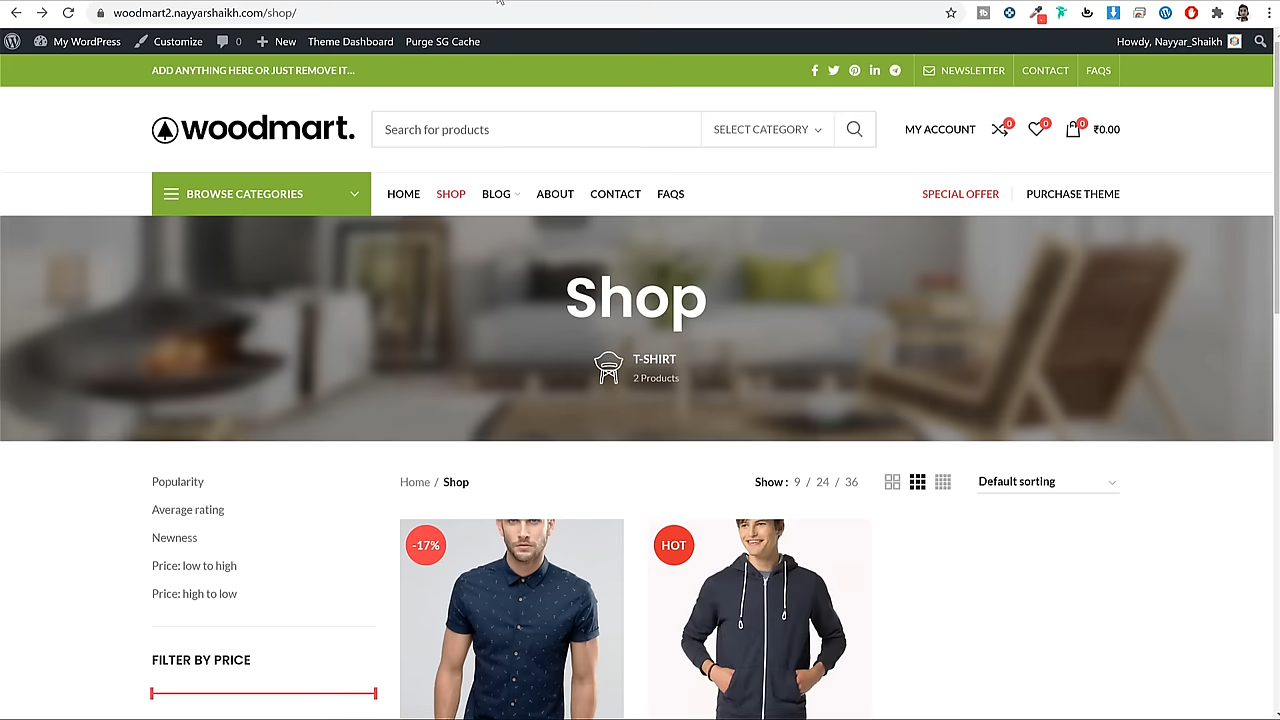 woodmart2.nayyarshaikh.com/shop/
My WordPress Customize 0 New Theme Dashboard Purge SG Cache Howdy, Nayyar_Shaikh
ADD ANYTHING HERE OR JUST REMOVE IT... NEWSLETTER CONTACT FAQS
woodmart. Search for products SELECT CATEGORY MY ACCOUNT 0 0 0 ₹0.00
BROWSE CATEGORIES HOME SHOP BLOG ABOUT CONTACT FAQS SPECIAL OFFER PURCHASE THEME
Shop
T-SHIRT
2 Products
Popularity Home / Shop Show : 9 / 24 / 36 Default sorting
Average rating
Newness
Price: low to high
Price: high to low
-17% HOT
FILTER BY PRICE